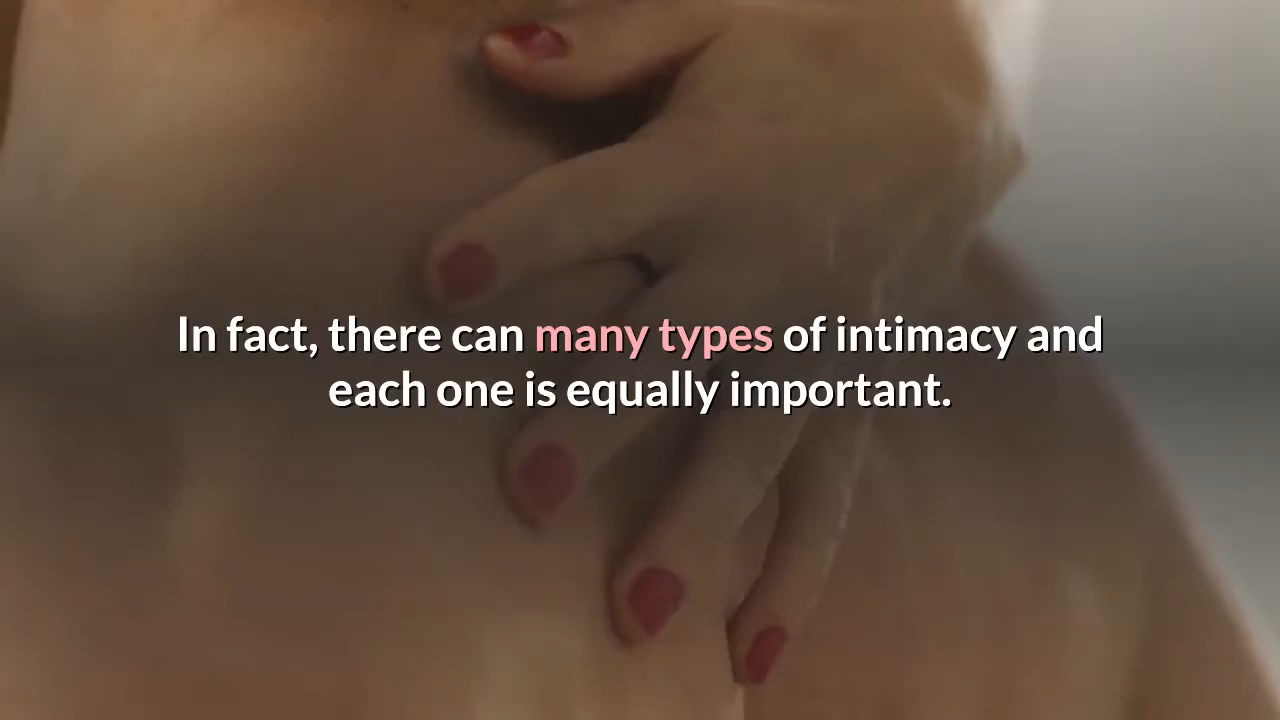 In fact, there can many types of intimacy and
each one is equally important.